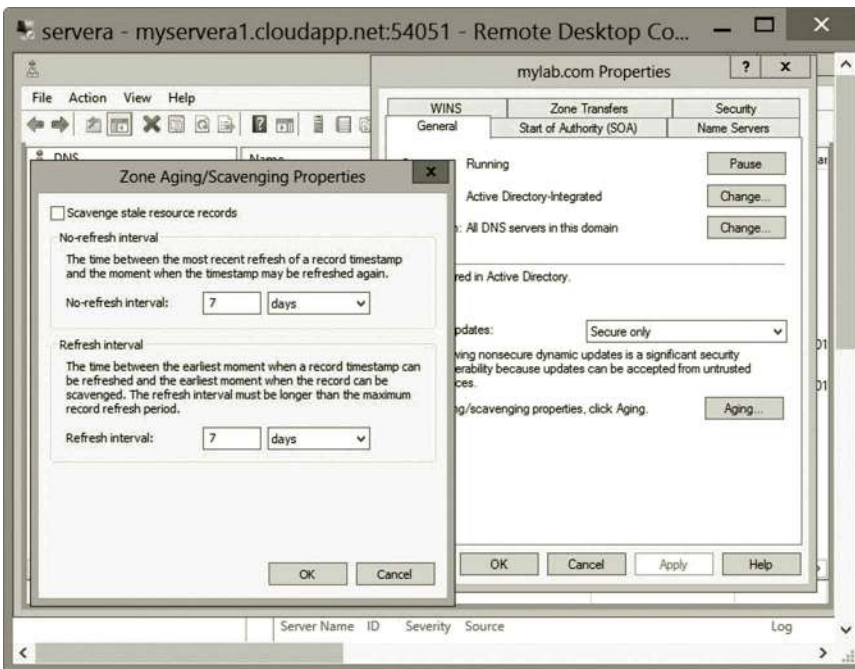 servera - myservera1.cloudapp.net:54051 - Remote Desktop Co...
mylab.com Properties
? x
File Action View Help
WINS Zone Transfers Security
General Start of Authority (SOA) Name Servers
DNS
Name
Running Pause
Active Directory-Integrated Change...
All DNS servers in this domain Change...
red in Active Directory.
pdates: Secure only
wing nonsecure dynamic updates is a significant security
erability because updates can be accepted from untrusted
ces.
g/scavenging properties, click Aging. Aging...
OK Cancel Apply Help
Zone Aging/Scavenging Properties
x
Scavenge stale resource records
No-refresh interval
The time between the most recent refresh of a record timestamp
and the moment when the timestamp may be refreshed again.
No-refresh interval: 7 days
Refresh interval
The time between the earliest moment when a record timestamp can
be refreshed and the earliest moment when the record can be
scavenged. The refresh interval must be longer than the maximum
record refresh period.
Refresh interval: 7 days
OK Cancel
Server Name ID Severity Source Log